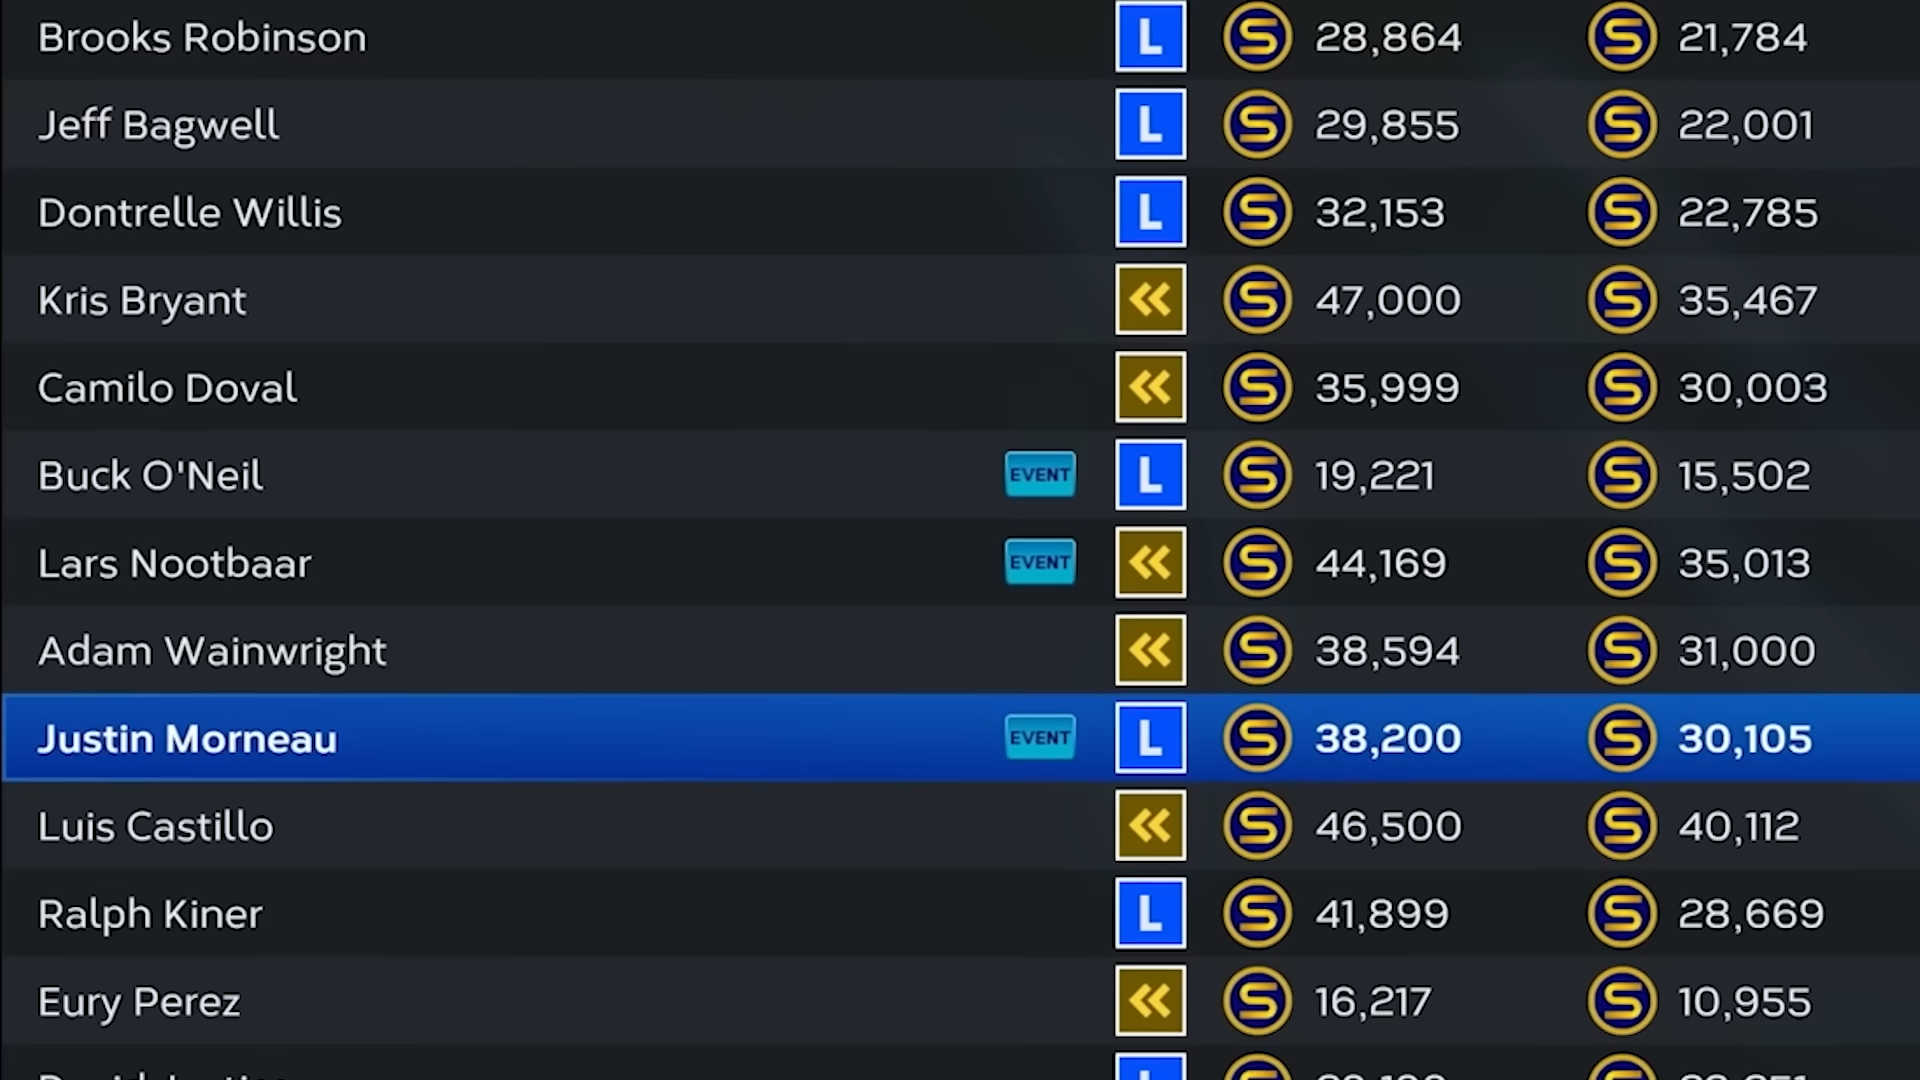 Brooks Robinson L S 28,864 S 21,784
Jeff Bagwell L S 29,855 S 22,001
Dontrelle Willis L S 32,153 S 22,785
Kris Bryant S 47,000 S 35,467
Camilo Doval S 35,999 S 30,003
Buck O'Neil EVENT L S 19,221 S 15,502
Lars Nootbaar EVENT S 44,169 S 35,013
Adam Wainwright S 38,594 S 31,000
Justin Morneau EVENT L S 38,200 S 30,105
Luis Castillo S 46,500 S 40,112
Ralph Kiner L S 41,899 S 28,669
Eury Perez S 16,217 S 10,955